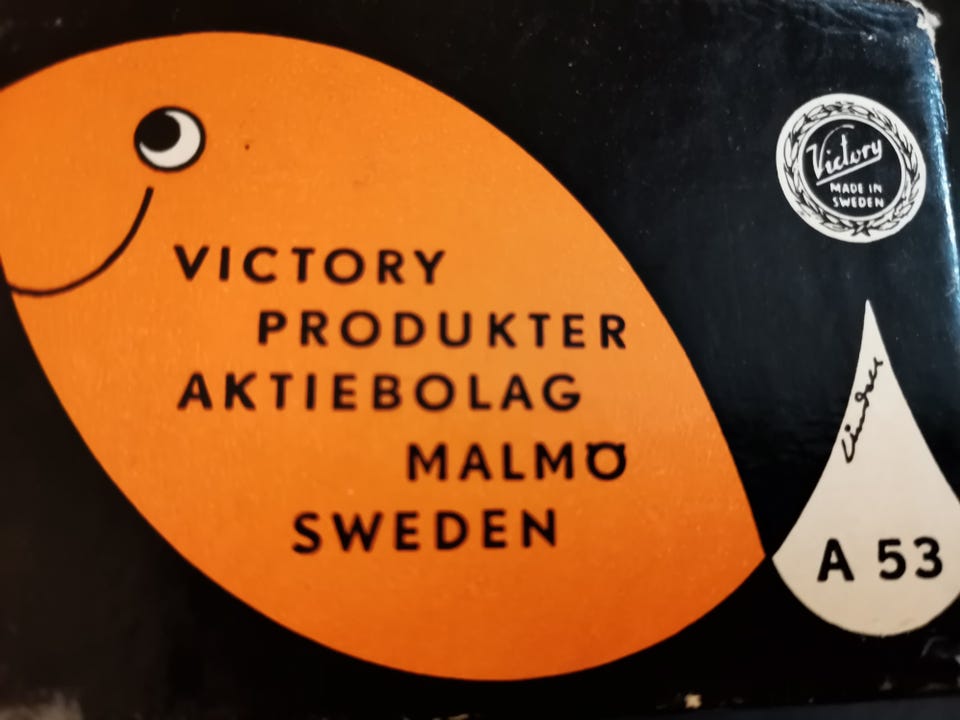 VICTORY
PRODUKTER
AKTIEBOLAG
MALMÖ
SWEDEN
Victory
MADE IN
SWEDEN
A 53